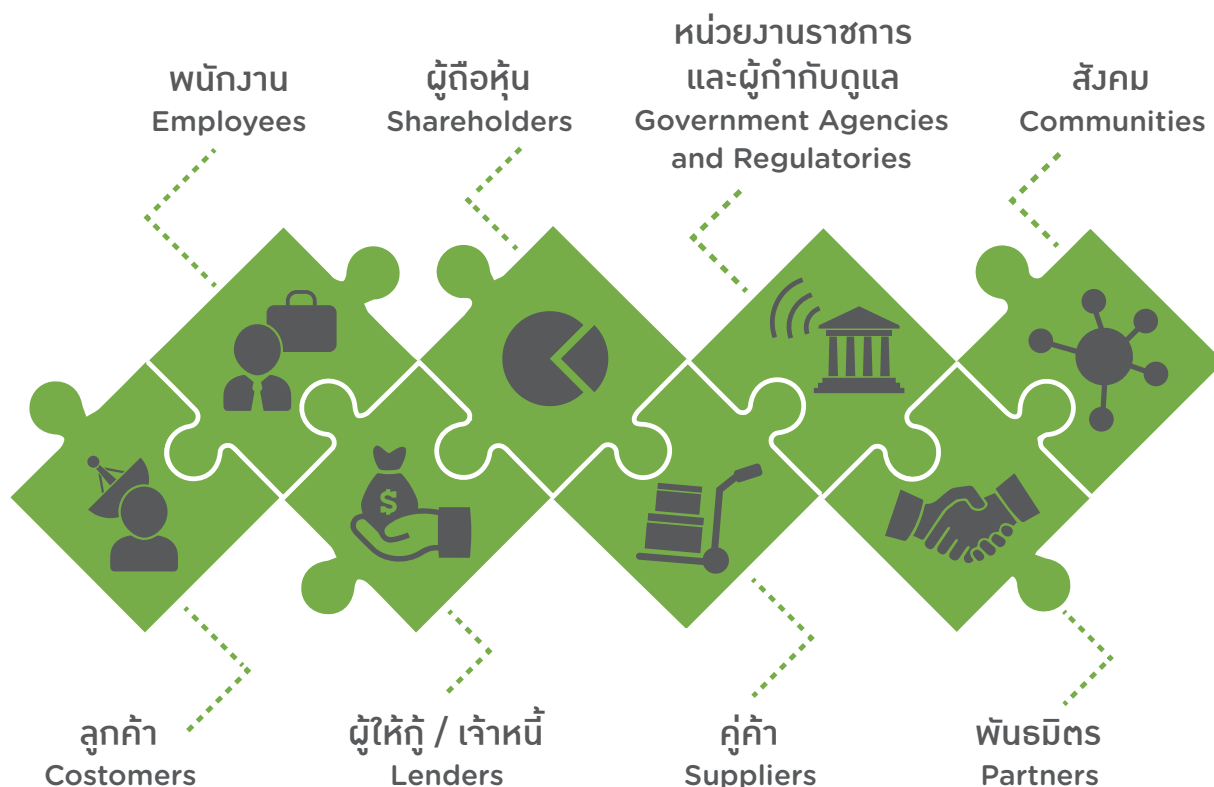 พนักงาน
Employees
ผู้ถือหุ้น
Shareholders
หน่วยงานราชการ
และผู้กำกับดูแล
Government Agencies
and Regulatories
สังคม
Communities
$
ลูกค้า
Costomers
ผู้ให้กู้ / เจ้าหนี้
Lenders
คู่ค้า
Suppliers
พันธมิตร
Partners